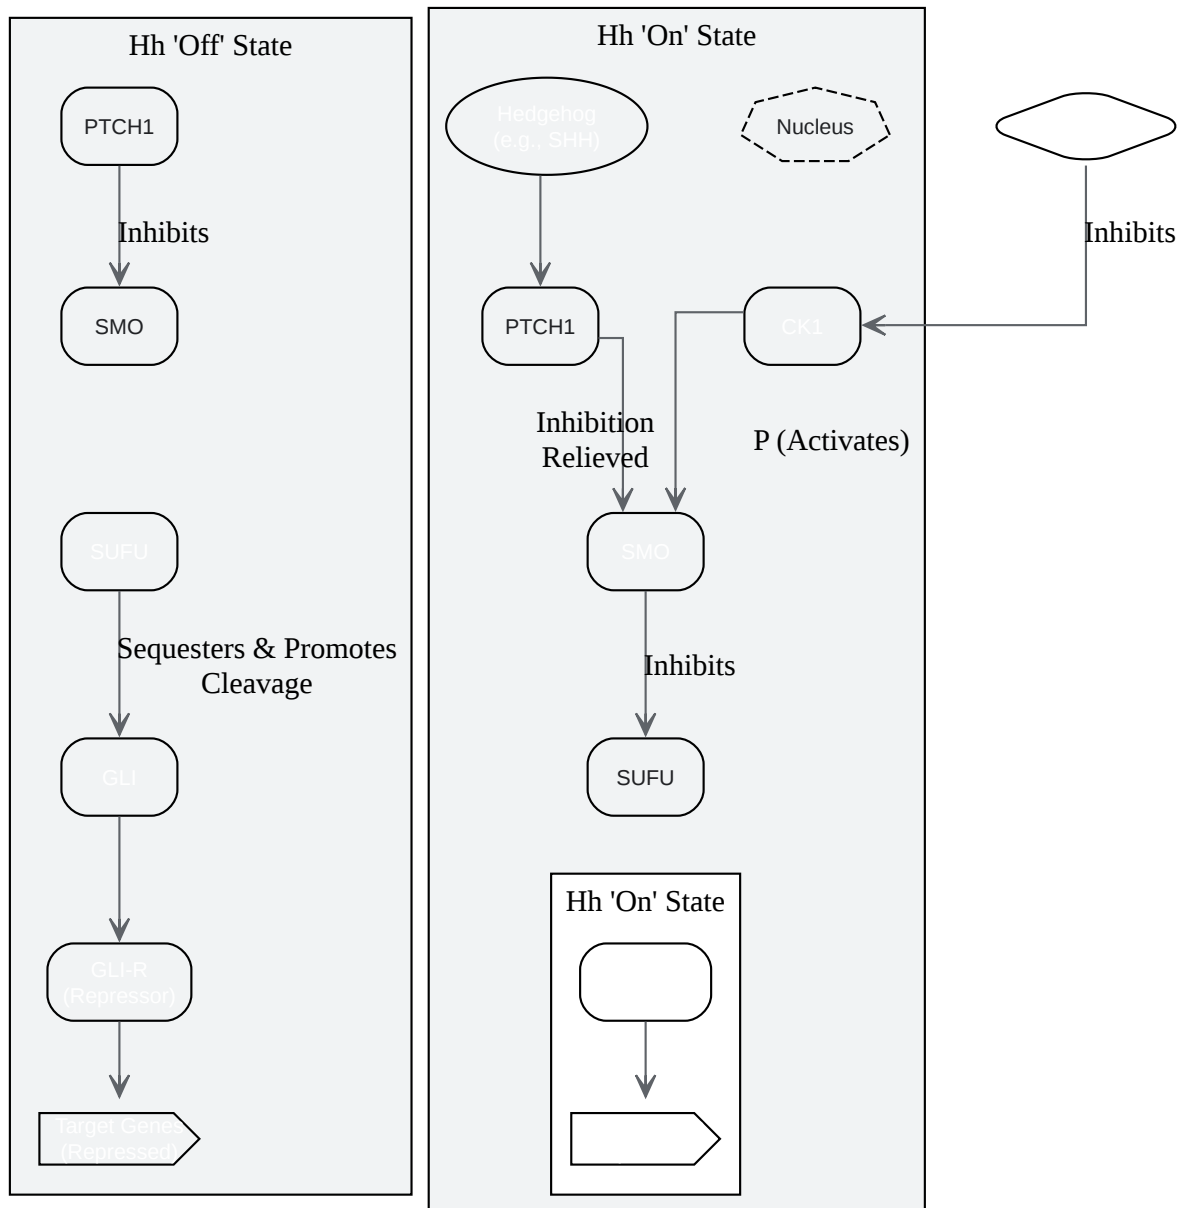 Hh 'Off' State
PTCH1
Inhibits
SMO
SUFU
Sequesters & Promotes
Cleavage
GLI
GLI-R
(Repressor)
Target Genes
(Repressed)
Hh 'On' State
Hedgehog
(e.g., SHH)
Nucleus
PTCH1
CK1
Inhibition
Relieved
P (Activates)
SMO
Inhibits
SUFU
Hh 'On' State
Inhibits